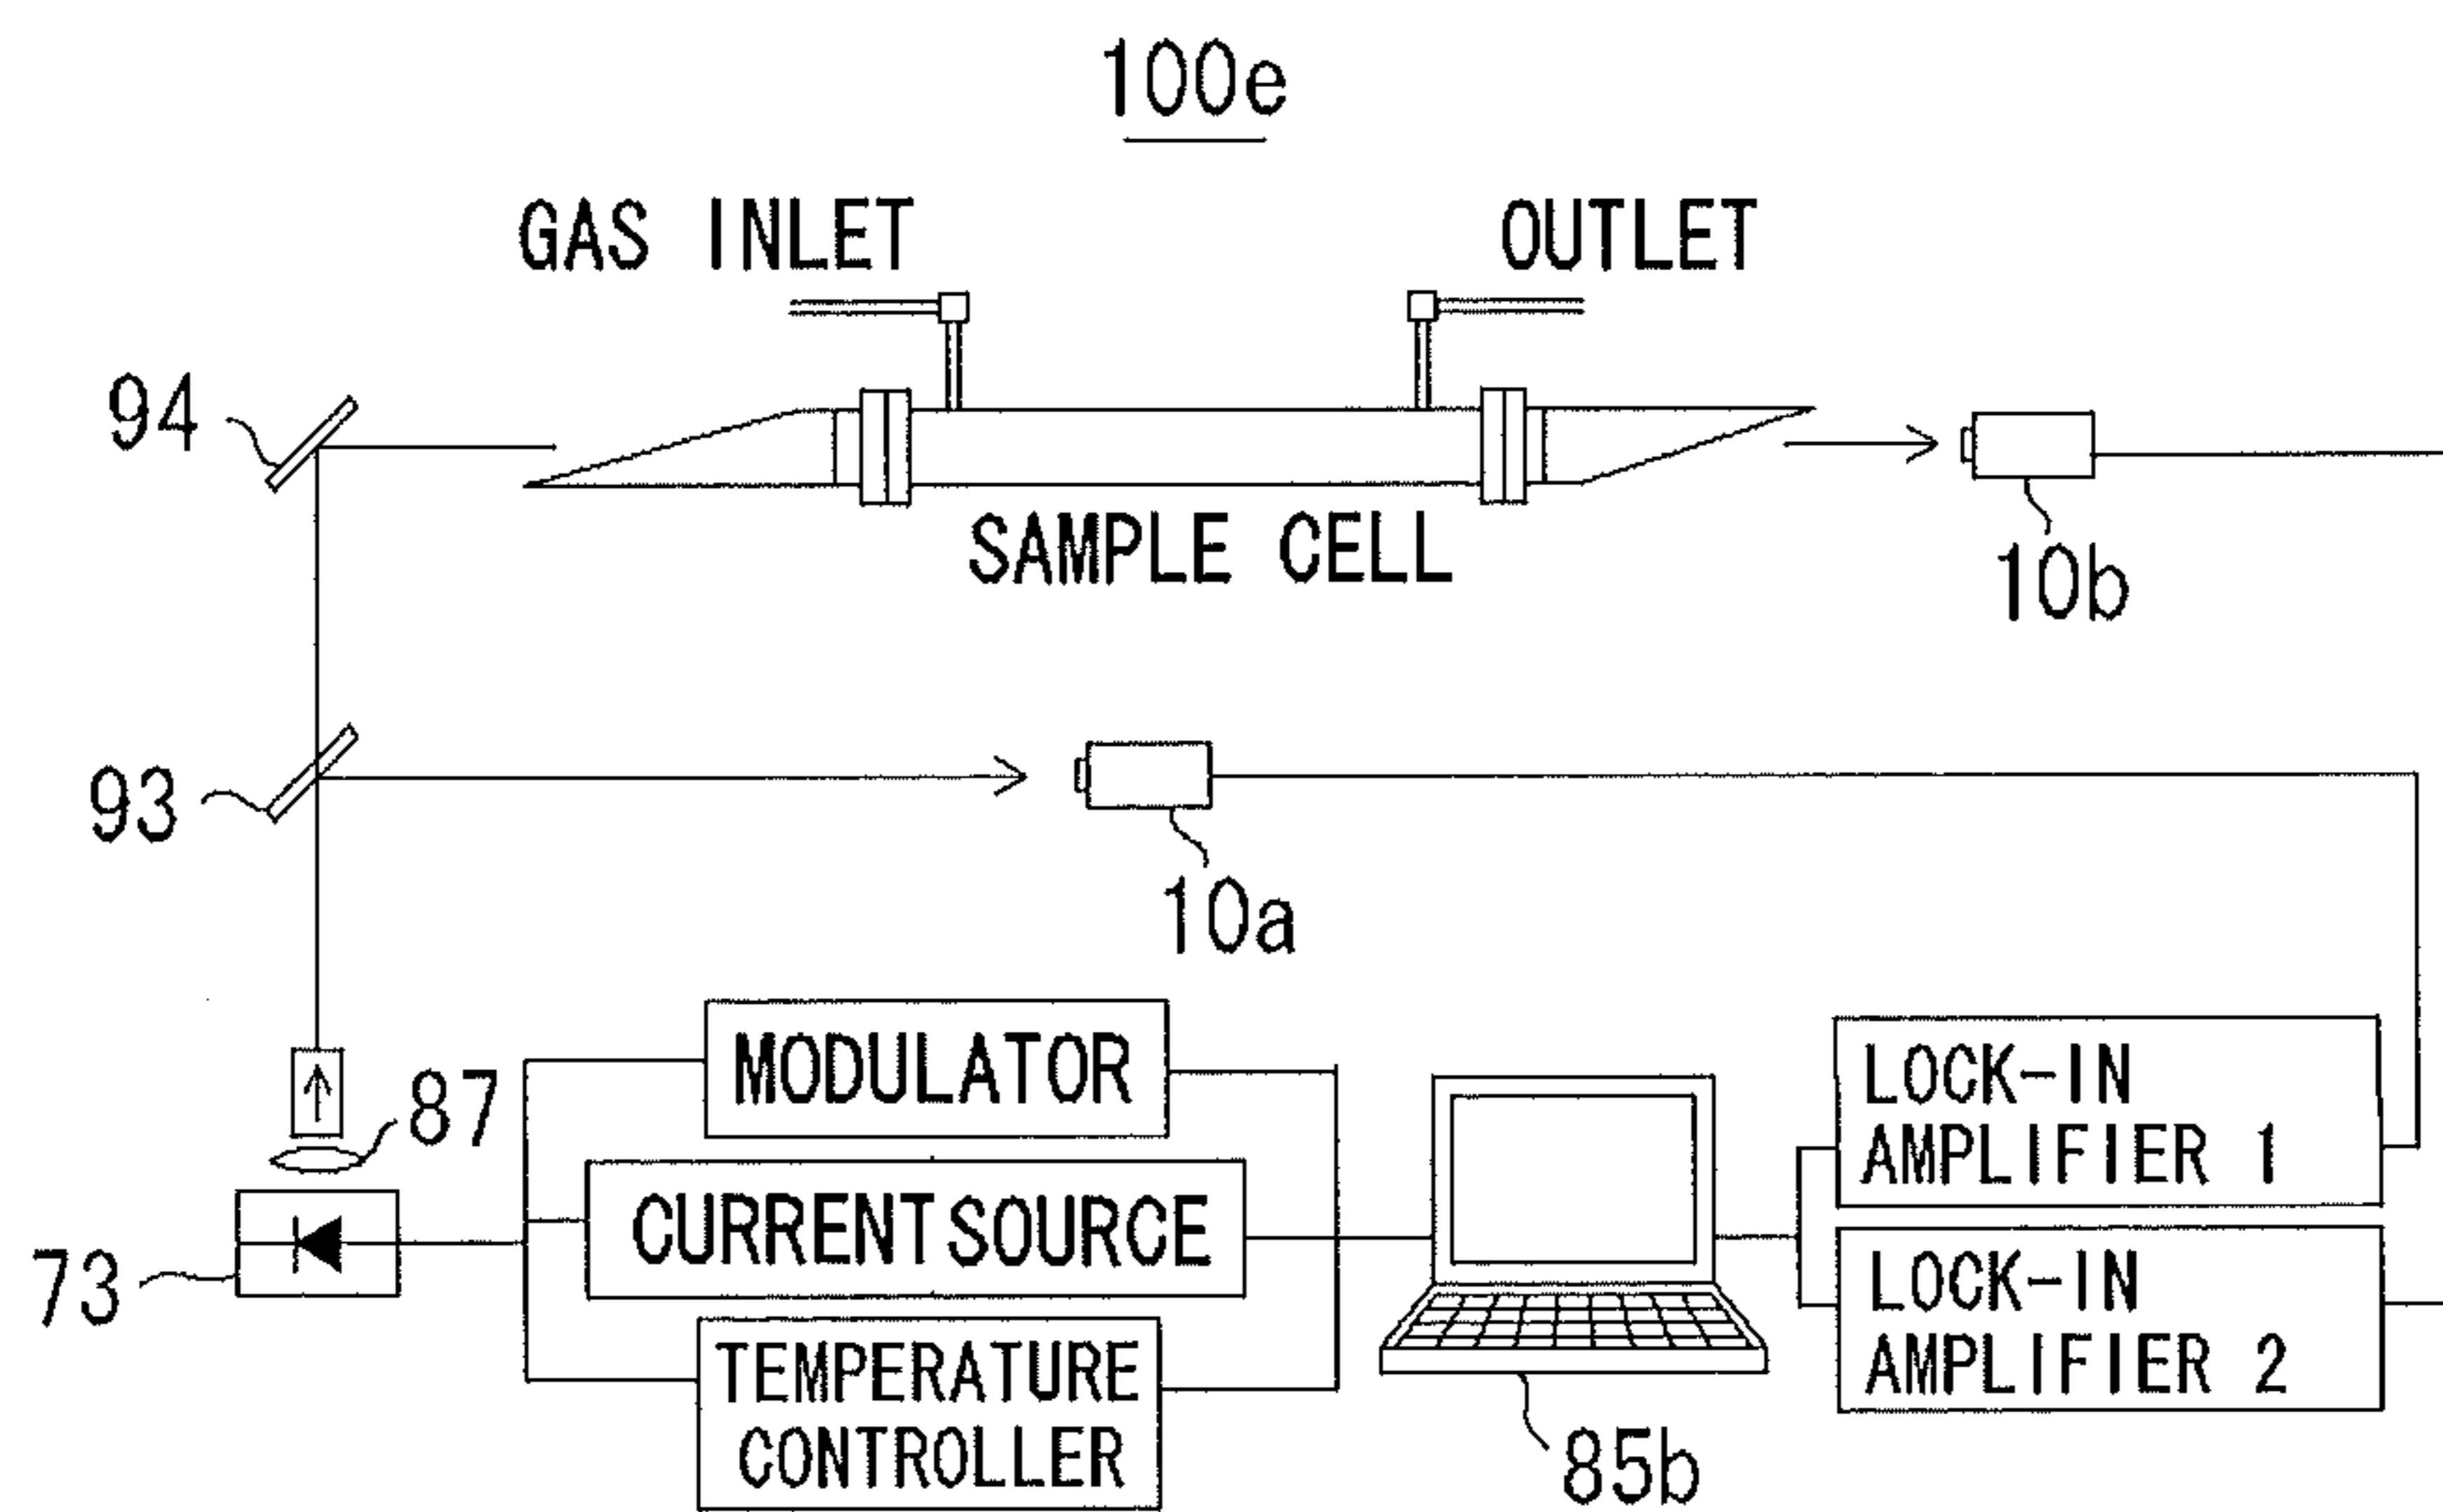 100e
GAS INLET
OUTLET
94
SAMPLE CELL
10b
93
10a
MODULATOR
87
LOCK-IN
AMPLIFIER 1
CURRENT SOURCE
73
LOCK-IN
AMPLIFIER 2
TEMPERATURE
CONTROLLER
85b